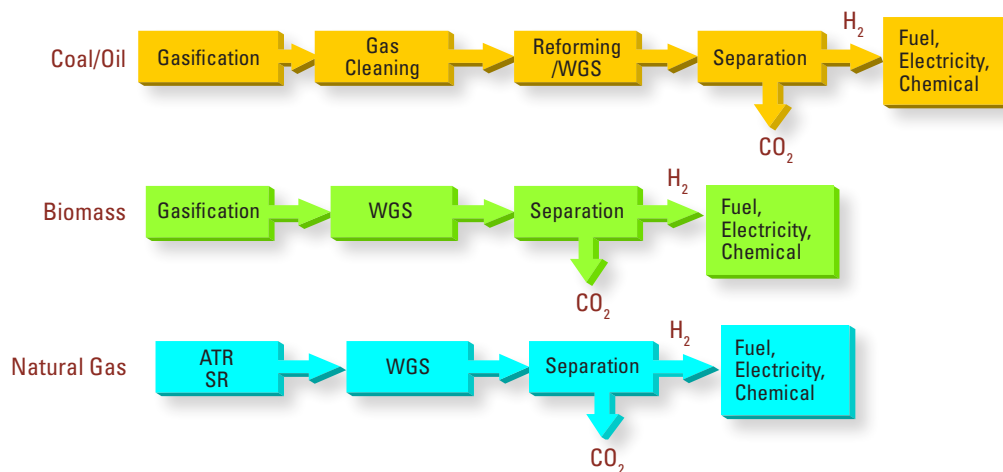 Coal/Oil
Gasification
Gas
Cleaning
Reforming
/WGS
Separation
H₂
Fuel,
Electricity,
Chemical
CO₂
Biomass
Gasification
WGS
Separation
H₂
Fuel,
Electricity,
Chemical
CO₂
Natural Gas
ATR
SR
WGS
Separation
H₂
Fuel,
Electricity,
Chemical
CO₂